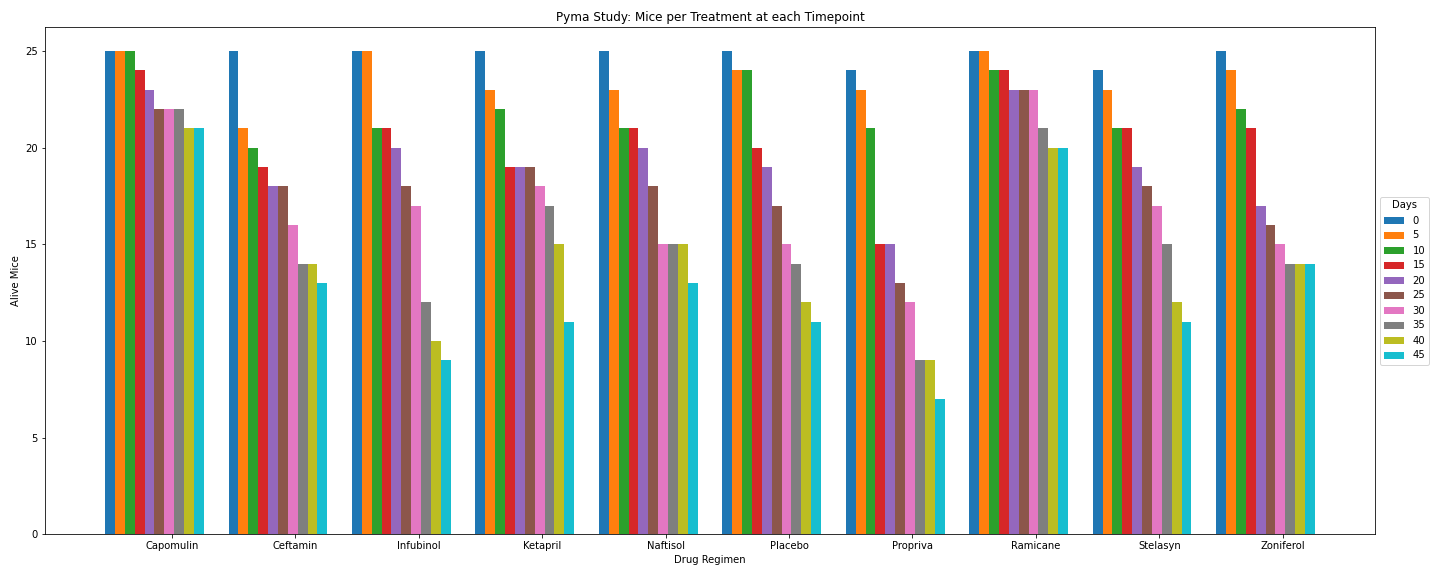 Pyma Study: Mice per Treatment at each Timepoint
25
20
15
10
5
0
Alive Mice
Capomulin
Ceftamin
Infubinol
Ketapril
Naftisol
Placebo
Propriva
Ramicane
Stelasyn
Zoniferol
Drug Regimen
Days
0
5
10
15
20
25
30
35
40
45